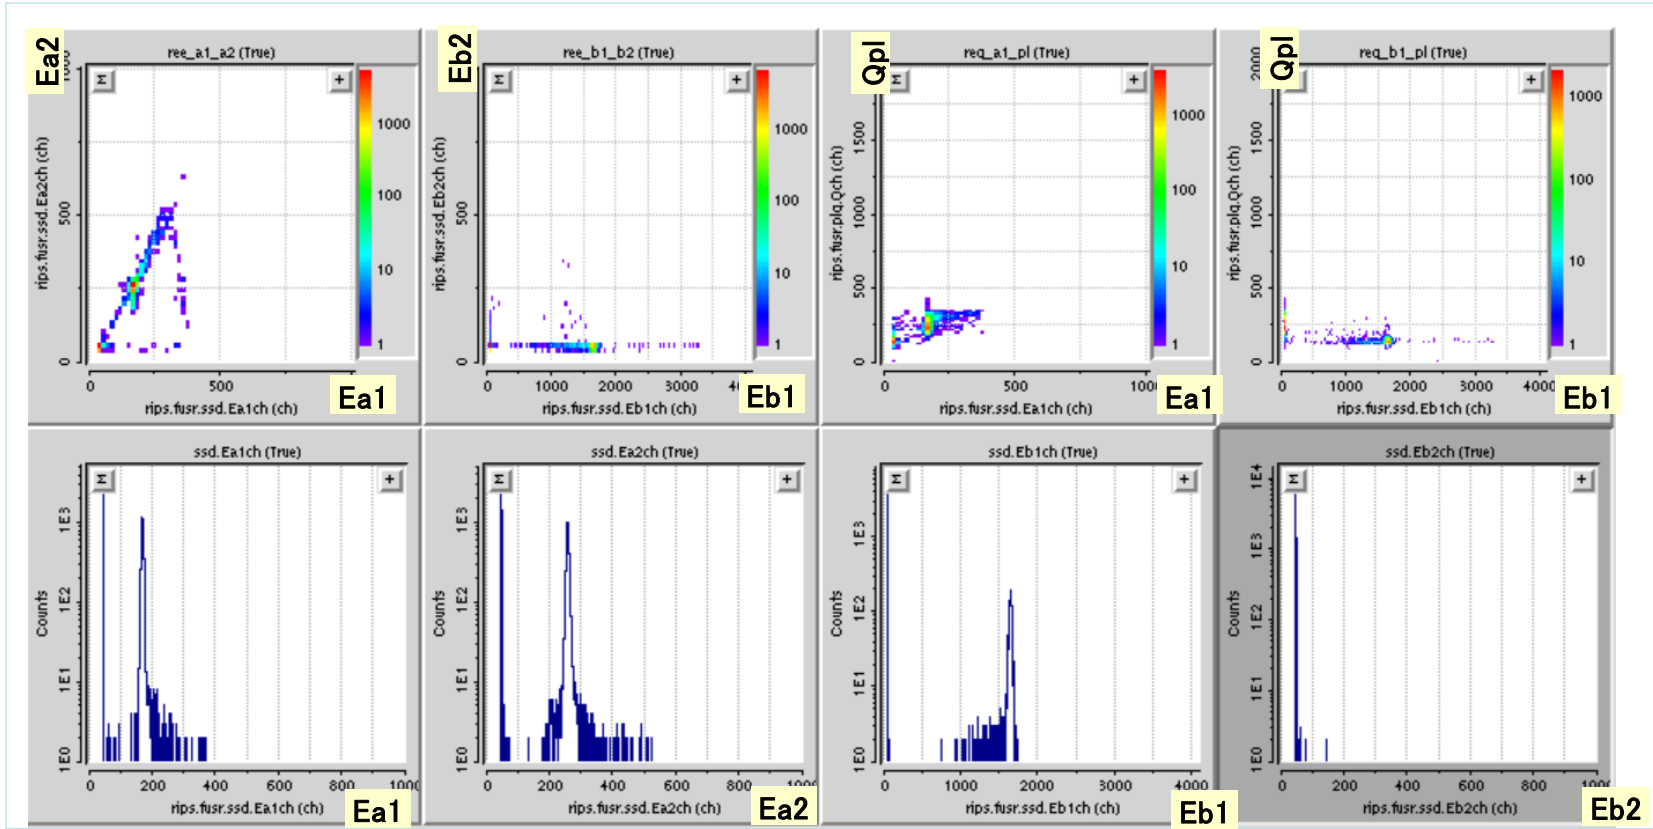 Ea2
ree_a1_a2 (True)
Σ
+
rips.fusr.ssd.Ea2ch (ch)
500
0
0
500
1000
100
10
1
rips.fusr.ssd.Ea1ch (ch)
Ea1
Eb2
ree_b1_b2 (True)
Σ
+
rips.fusr.ssd.Eb2ch (ch)
500
0
0
1000
2000
3000
1000
100
10
1
rips.fusr.ssd.Eb1ch (ch)
Eb1
Qpl
req_a1_pl (True)
Σ
+
rips.fusr.plq.Qch (ch)
1500
1000
500
0
0
500
1000
100
10
1
rips.fusr.ssd.Ea1ch (ch)
Ea1
Qpl
req_b1_pl (True)
+
rips.fusr.plq.Qch (ch)
2000
1500
1000
500
0
0
1000
2000
3000
4000
1000
100
10
1
rips.fusr.ssd.Eb1ch (ch)
Eb1
ssd.Ea1ch (True)
Σ
+
Counts
1E3
1E2
1E1
1E0
0
200
400
600
800
rips.fusr.ssd.Ea1ch (ch)
Ea1
ssd.Ea2ch (True)
Σ
+
Counts
1E3
1E2
1E1
1E0
0
200
400
600
800
rips.fusr.ssd.Ea2ch (ch)
Ea2
ssd.Eb1ch (True)
Σ
+
Counts
1E3
1E2
1E1
1E0
0
1000
2000
3000
4000
rips.fusr.ssd.Eb1ch (ch)
Eb1
ssd.Eb2ch (True)
Σ
+
Counts
1E4
1E3
1E2
1E1
1E0
0
200
400
600
800
rips.fusr.ssd.Eb2ch (ch)
Eb2